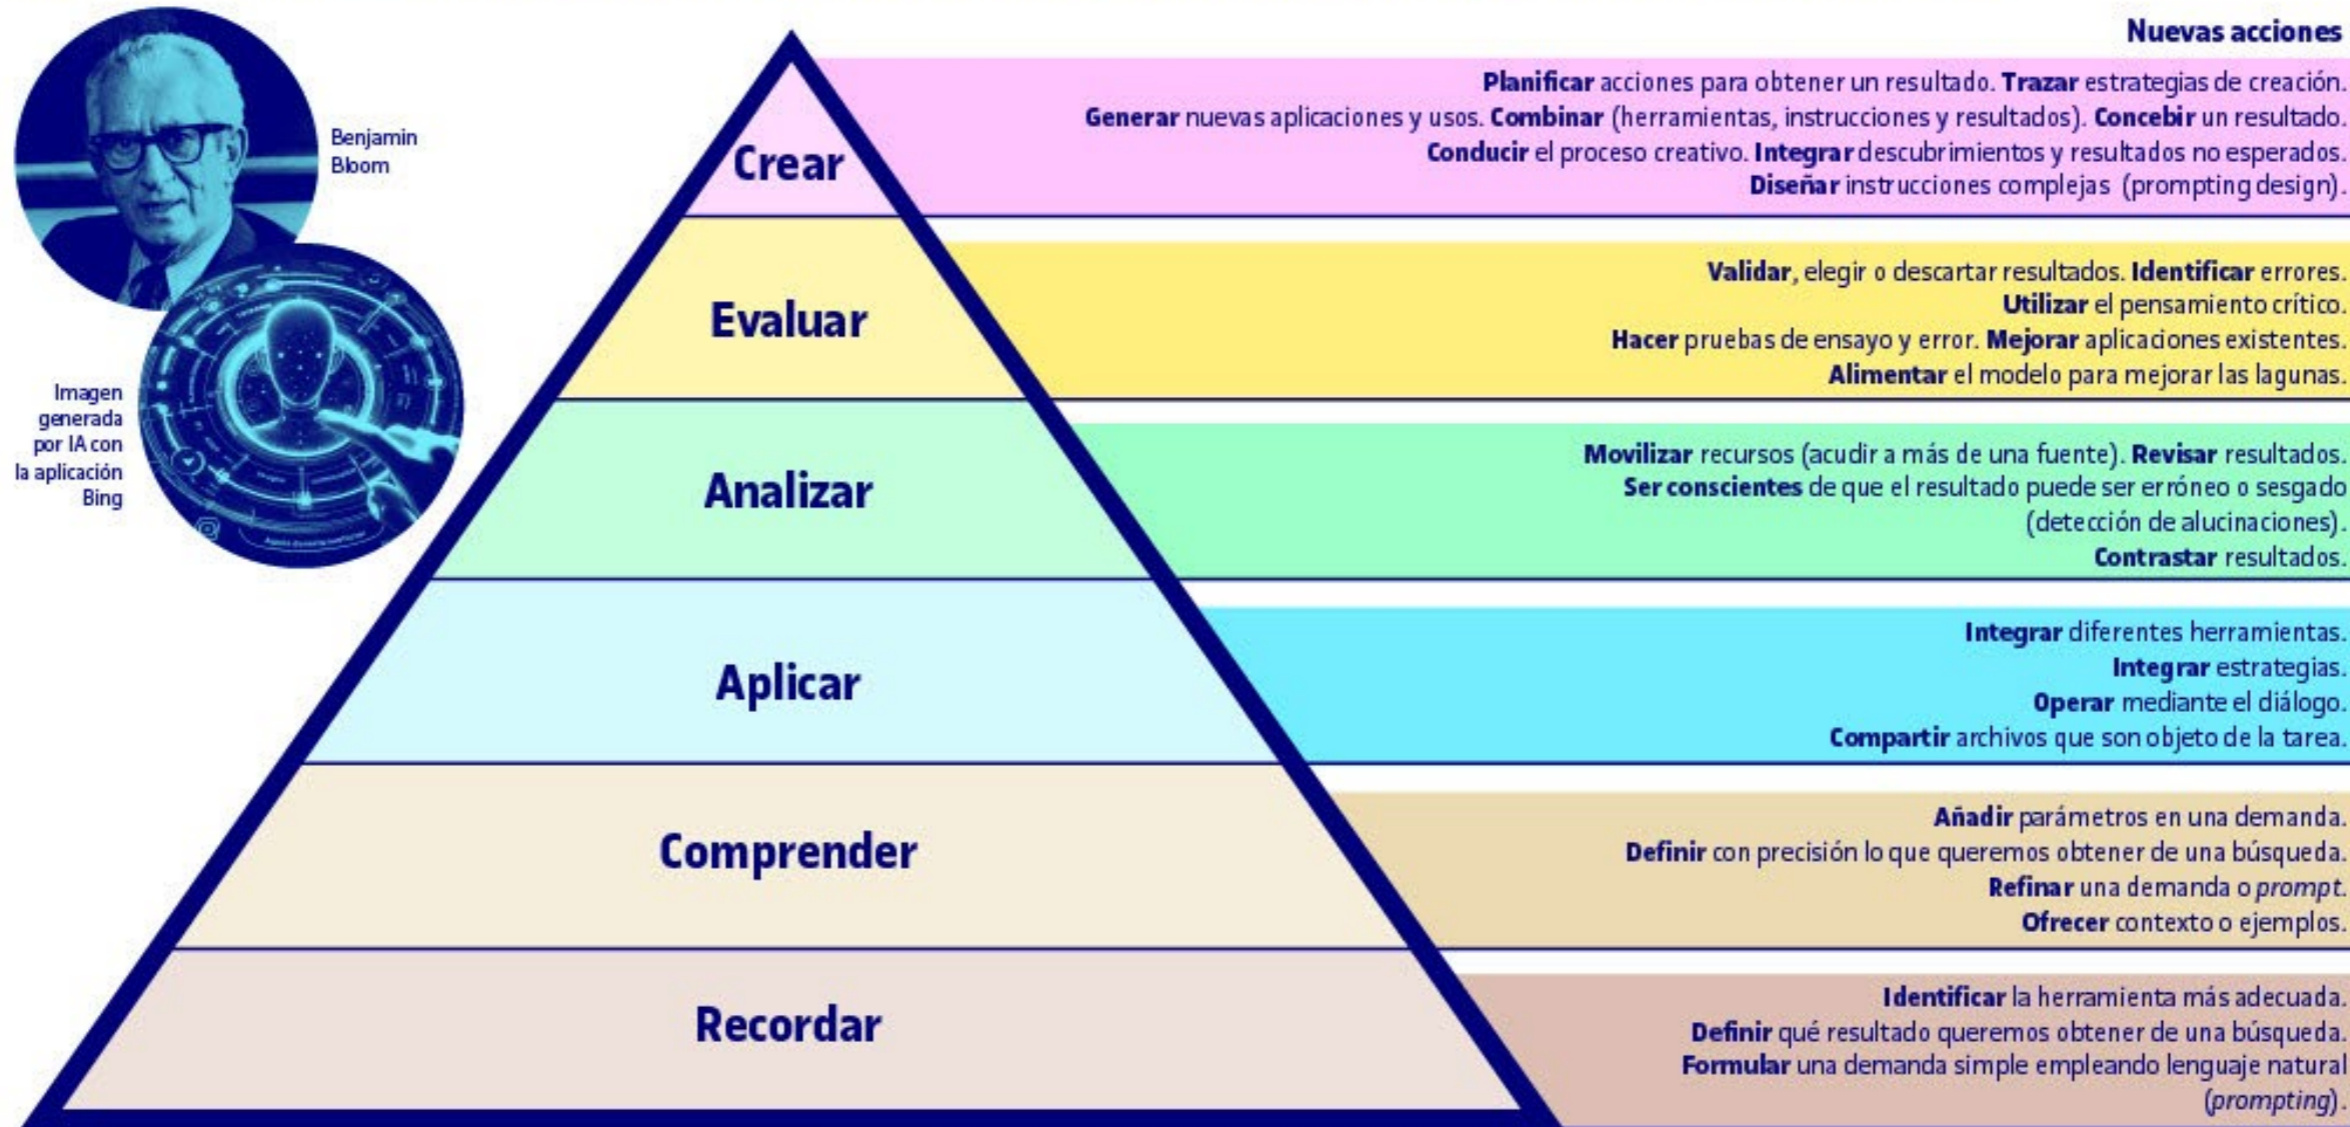 Benjamin
Bloom
Imagen
generada
por IA con
la aplicación
Bing
Nuevas acciones
Crear
Planificar acciones para obtener un resultado. Trazar estrategias de creación.
Generar nuevas aplicaciones y usos. Combinar (herramientas, instrucciones y resultados). Concebir un resultado.
Conducir el proceso creativo. Integrar descubrimientos y resultados no esperados.
Diseñar instrucciones complejas (prompting design).
Evaluar
Validar, elegir o descartar resultados. Identificar errores.
Utilizar el pensamiento crítico.
Hacer pruebas de ensayo y error. Mejorar aplicaciones existentes.
Alimentar el modelo para mejorar las lagunas.
Analizar
Movilizar recursos (acudir a más de una fuente). Revisar resultados.
Ser conscientes de que el resultado puede ser erróneo o sesgado
(detección de alucinaciones).
Contrastar resultados.
Aplicar
Integrar diferentes herramientas.
Integrar estrategias.
Operar mediante el diálogo.
Compartir archivos que son objeto de la tarea.
Comprender
Añadir parámetros en una demanda.
Definir con precisión lo que queremos obtener de una búsqueda.
Refinar una demanda o prompt.
Ofrecer contexto o ejemplos.
Recordar
Identificar la herramienta más adecuada.
Definir qué resultado queremos obtener de una búsqueda.
Formular una demanda simple empleando lenguaje natural
(prompting).